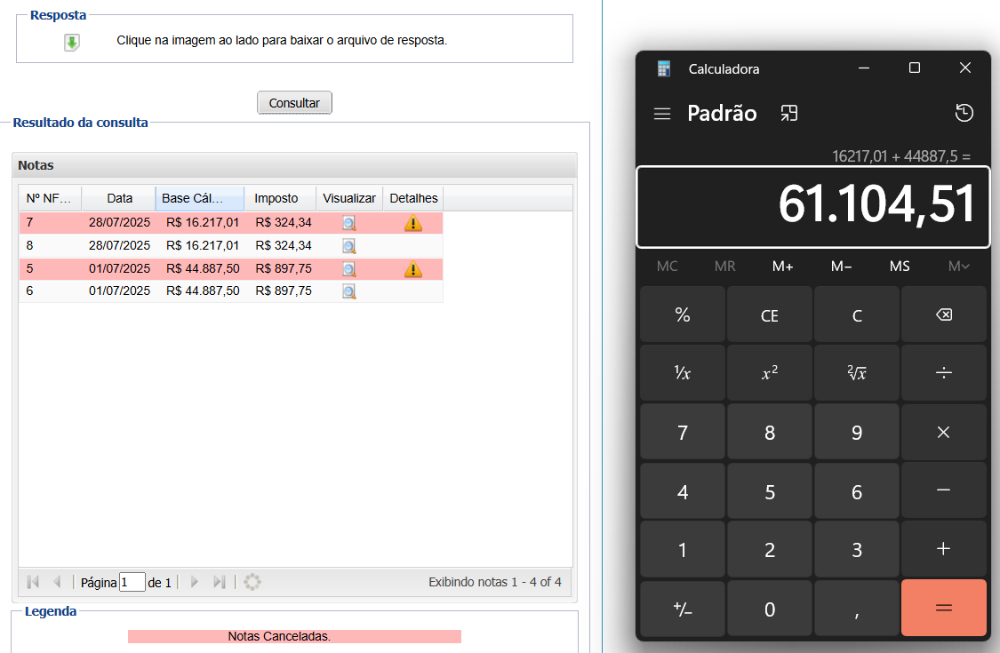 Resposta
Clique na imagem ao lado para baixar o arquivo de resposta.
Consultar
Resultado da consulta
Notas
Nº NF... Data Base Cál... Imposto Visualizar Detalhes
7 28/07/2025 R$ 16.217,01 R$ 324,34
8 28/07/2025 R$ 16.217,01 R$ 324,34
5 01/07/2025 R$ 44.887,50 R$ 897,75
6 01/07/2025 R$ 44.887,50 R$ 897,75
Página 1 de 1 Exibindo notas 1 - 4 of 4
Legenda
Notas Canceladas.
Calculadora
Padrão
16217,01 + 44887,5 =
61.104,51
MC MR M+ M− MS M˅
% CE C
¹/x x² ²√x ÷
7 8 9 ×
4 5 6 −
1 2 3 +
+/− 0 , =